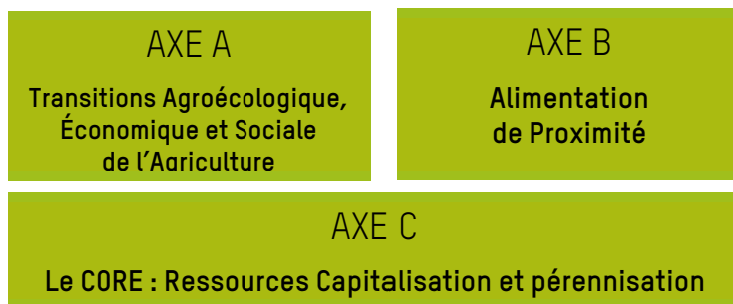 AXE A
Transitions Agroécologique,
Économique et Sociale
de l'Agriculture
AXE B
Alimentation
de Proximité
AXE C
Le CORE : Ressources Capitalisation et pérennisation